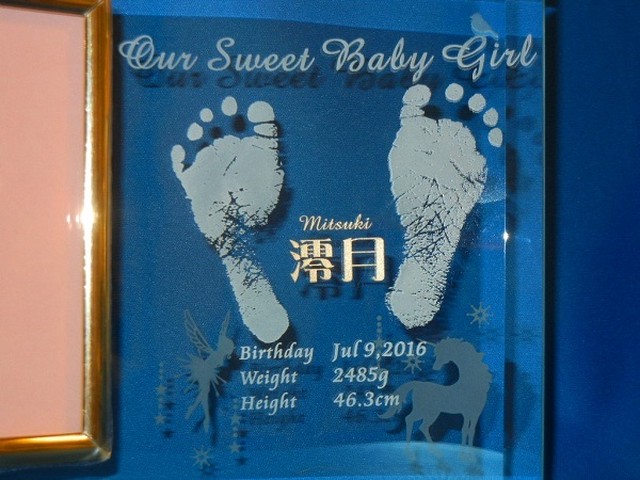 Our Sweet Baby Girl
Mitsuki
澪月
Birthday Jul 9,2016
Weight 2485g
Height 46.3cm